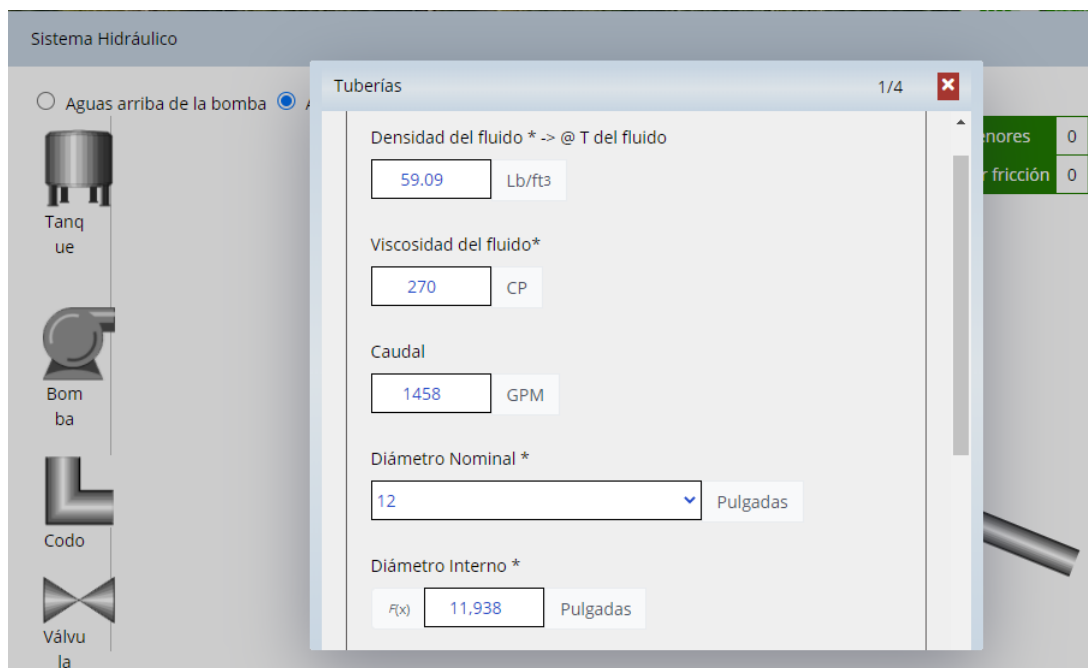 Sistema Hidráulico
Tuberías 1/4
Aguas arriba de la bomba
Densidad del fluido * -> @ T del fluido
59.09 Lb/ft3
Viscosidad del fluido*
270 CP
Caudal
1458 GPM
Diámetro Nominal *
12 Pulgadas
Diámetro Interno *
F(x) 11,938 Pulgadas
Tanq
ue
Bom
ba
Codo
Válvu
la
enores 0
fricción 0